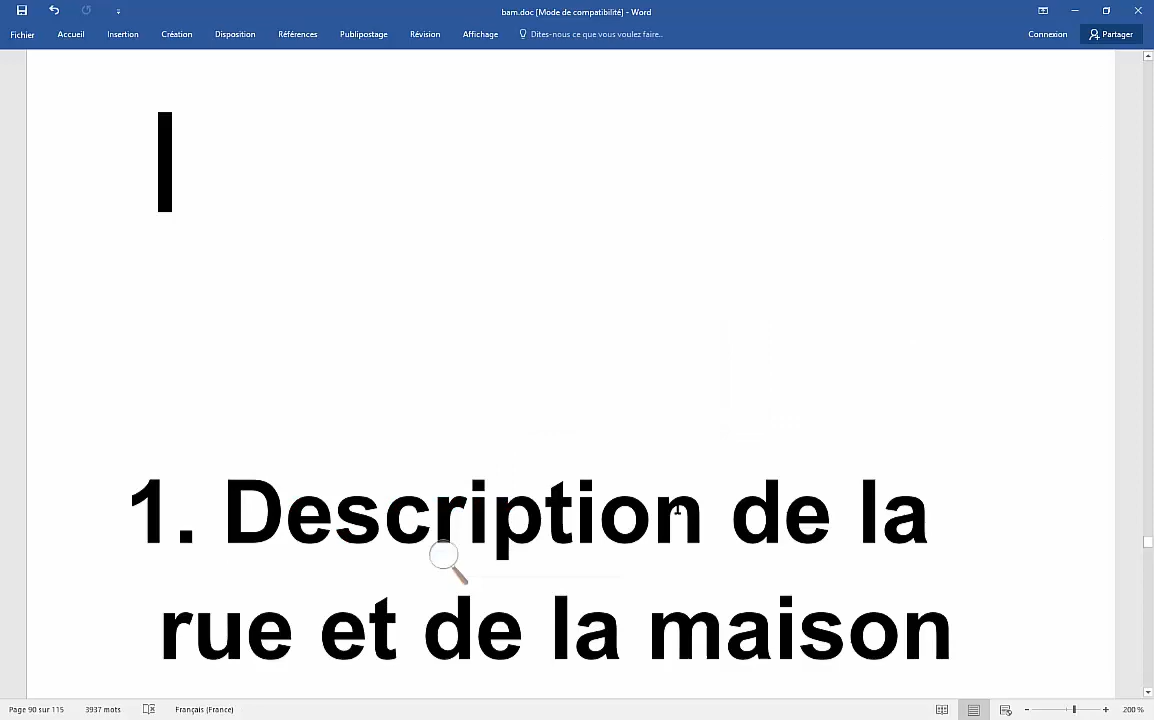 bam.doc [Mode de compatibilité] - Word
Fichier Accueil Insertion Création Disposition Références Publipostage Révision Affichage Dites-nous ce que vous voulez faire.. Connexion Partager
1. Description de la
rue et de la maison
Page 90 sur 115 3937 mots Français (France) 200 %